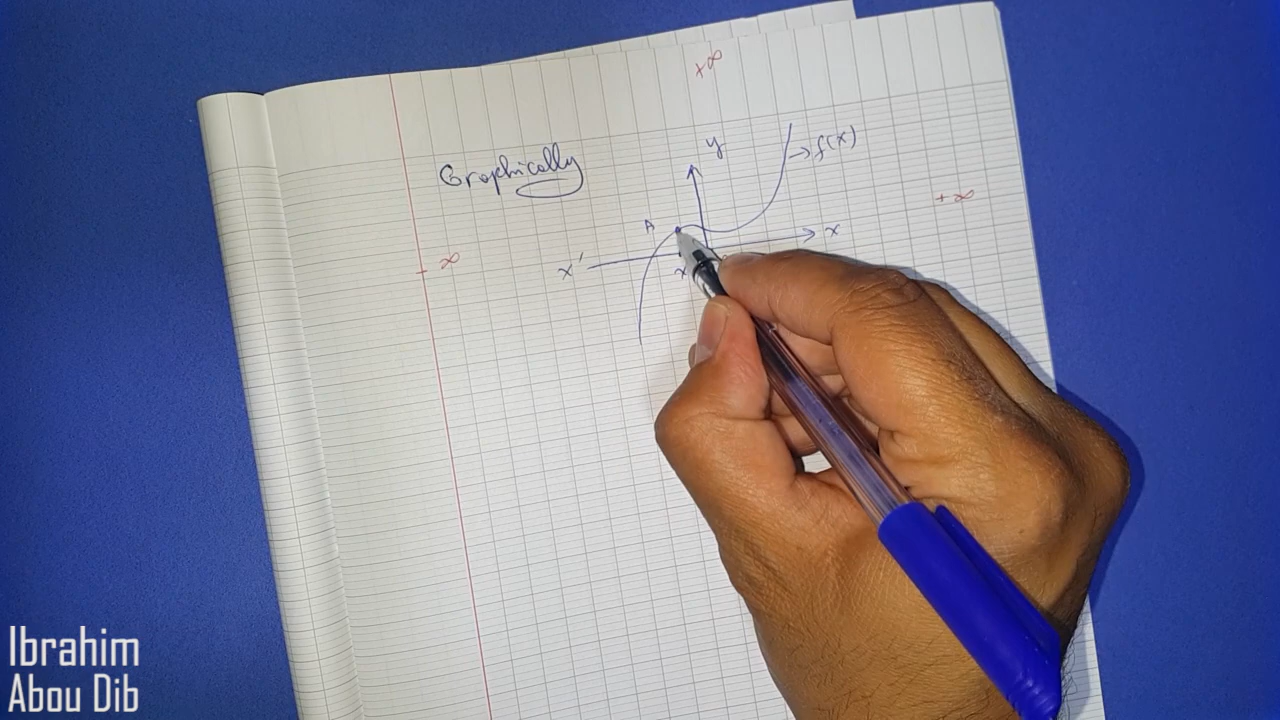 +∞
Graphically
y
→ f(x)
+∞
A
x
- ∞
x'
x
Ibrahim
Abou Dib